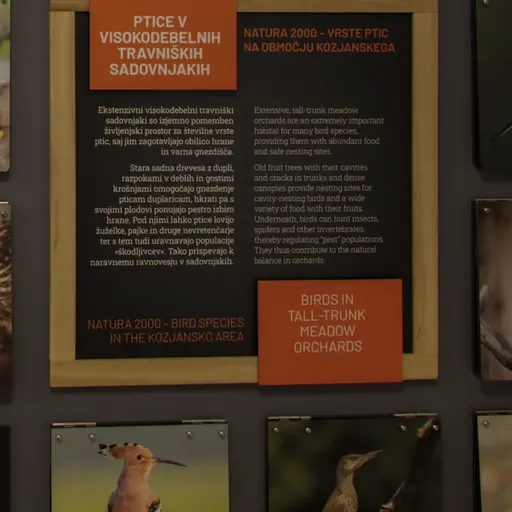 PTICE V
VISOKODEBELNIH
TRAVNIŠKIH
SADOVNJAKIH
NATURA 2000 – VRSTE PTIC
NA OBMOČJU KOZJANSKEGA
Ekstenzivni visokodebelni travniški
sadovnjaki so izjemno pomemben
življenjski prostor za številne vrste
ptic, saj jim zagotavljajo obilico hrane
in varna gnezdišča.
Stara sadna drevesa z dupli,
razpokami v deblih in gostimi
krošnjami omogočajo gnezdenje
pticam duplaricam, hkrati pa s
svojimi plodovi ponujajo pestro izbiro
hrane. Pod njimi lahko ptice lovijo
žuželke, pajke in druge nevretenčarje
ter s tem tudi uravnavajo populacije
»škodljivcev«. Tako prispevajo k
naravnemu ravnovesju v sadovnjakih.
Extensive, tall-trunk meadow
orchards are an extremely important
habitat for many bird species,
providing them with abundant food
and safe nesting sites.
Old fruit trees with their cavities
and cracks in trunks and dense
canopies provide nesting sites for
cavity-nesting birds and a wide
variety of food with their fruits.
Underneath, birds can hunt insects,
spiders and other invertebrates,
thereby regulating "pest" populations.
They thus contribute to the natural
balance in orchards.
NATURA 2000 – BIRD SPECIES
IN THE KOZJANSKO AREA
BIRDS IN
TALL-TRUNK
MEADOW
ORCHARDS